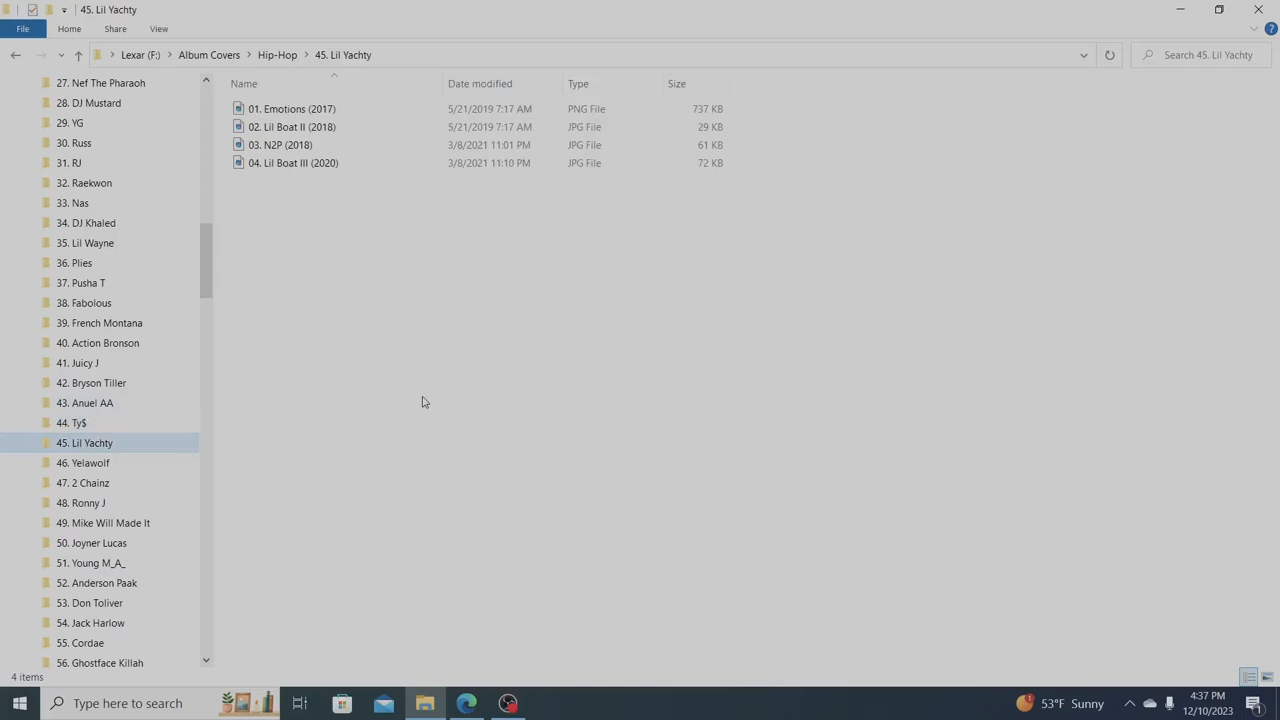 45. Lil Yachty
File Home Share View
Lexar (F:) Album Covers Hip-Hop 45. Lil Yachty
Search 45. Lil Yachty
27. Nef The Pharaoh
28. DJ Mustard
29. YG
30. Russ
31. RJ
32. Raekwon
33. Nas
34. DJ Khaled
35. Lil Wayne
36. Plies
37. Pusha T
38. Fabolous
39. French Montana
40. Action Bronson
41. Juicy J
42. Bryson Tiller
43. Anuel AA
44. Ty$
45. Lil Yachty
46. Yelawolf
47. 2 Chainz
48. Ronny J
49. Mike Will Made It
50. Joyner Lucas
51. Young M_A_
52. Anderson Paak
53. Don Toliver
54. Jack Harlow
55. Cordae
56. Ghostface Killah
Name Date modified Type Size
01. Emotions (2017) 5/21/2019 7:17 AM PNG File 737 KB
02. Lil Boat II (2018) 5/21/2019 7:17 AM JPG File 29 KB
03. N2P (2018) 3/8/2021 11:01 PM JPG File 61 KB
04. Lil Boat III (2020) 3/8/2021 11:10 PM JPG File 72 KB
4 items
Type here to search
1
53°F Sunny
4:37 PM
12/10/2023
1